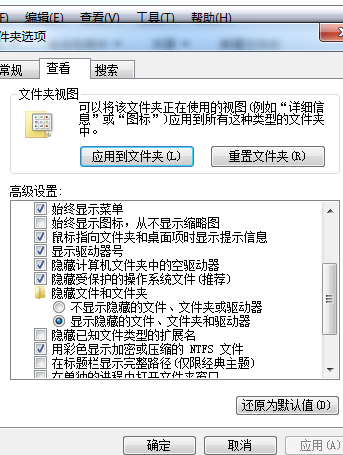 编辑(E) 查看(V) 工具(T) 帮助(H)
件夹选项
常规 查看 搜索
文件夹视图
可以将该文件夹正在使用的视图(例如“详细信
息”或“图标”)应用到所有这种类型的文件夹
中。
应用到文件夹(L) 重置文件夹(R)
高级设置:
始终显示菜单
始终显示图标，从不显示缩略图
鼠标指向文件夹和桌面项时显示提示信息
显示驱动器号
隐藏计算机文件夹中的空驱动器
隐藏受保护的操作系统文件(推荐)
隐藏文件和文件夹
不显示隐藏的文件、文件夹或驱动器
显示隐藏的文件、文件夹和驱动器
隐藏已知文件类型的扩展名
用彩色显示加密或压缩的 NTFS 文件
在标题栏显示完整路径(仅限经典主题)
在单独的进程中打开文件夹窗口
还原为默认值(D)
确定 取消 应用(A)